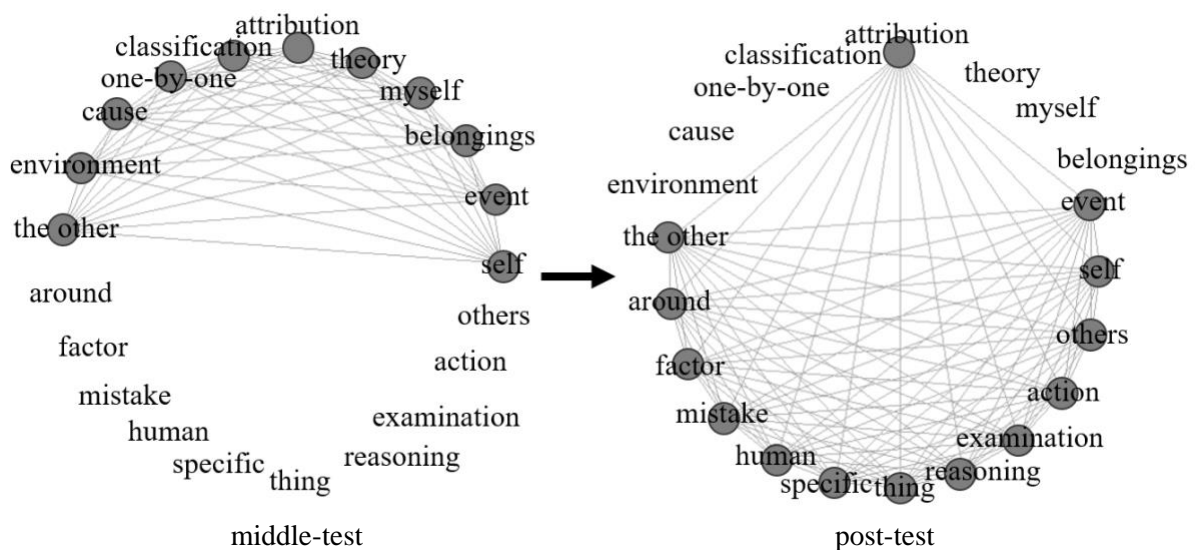 attribution
classification
theory
one-by-one
myself
cause
belongings
environment
event
the other
self
around
others
factor
action
mistake
examination
human
reasoning
specific
thing
middle-test
attribution
classification
theory
one-by-one
myself
cause
belongings
environment
event
the other
self
around
others
factor
action
mistake
examination
human
reasoning
specific
thing
post-test